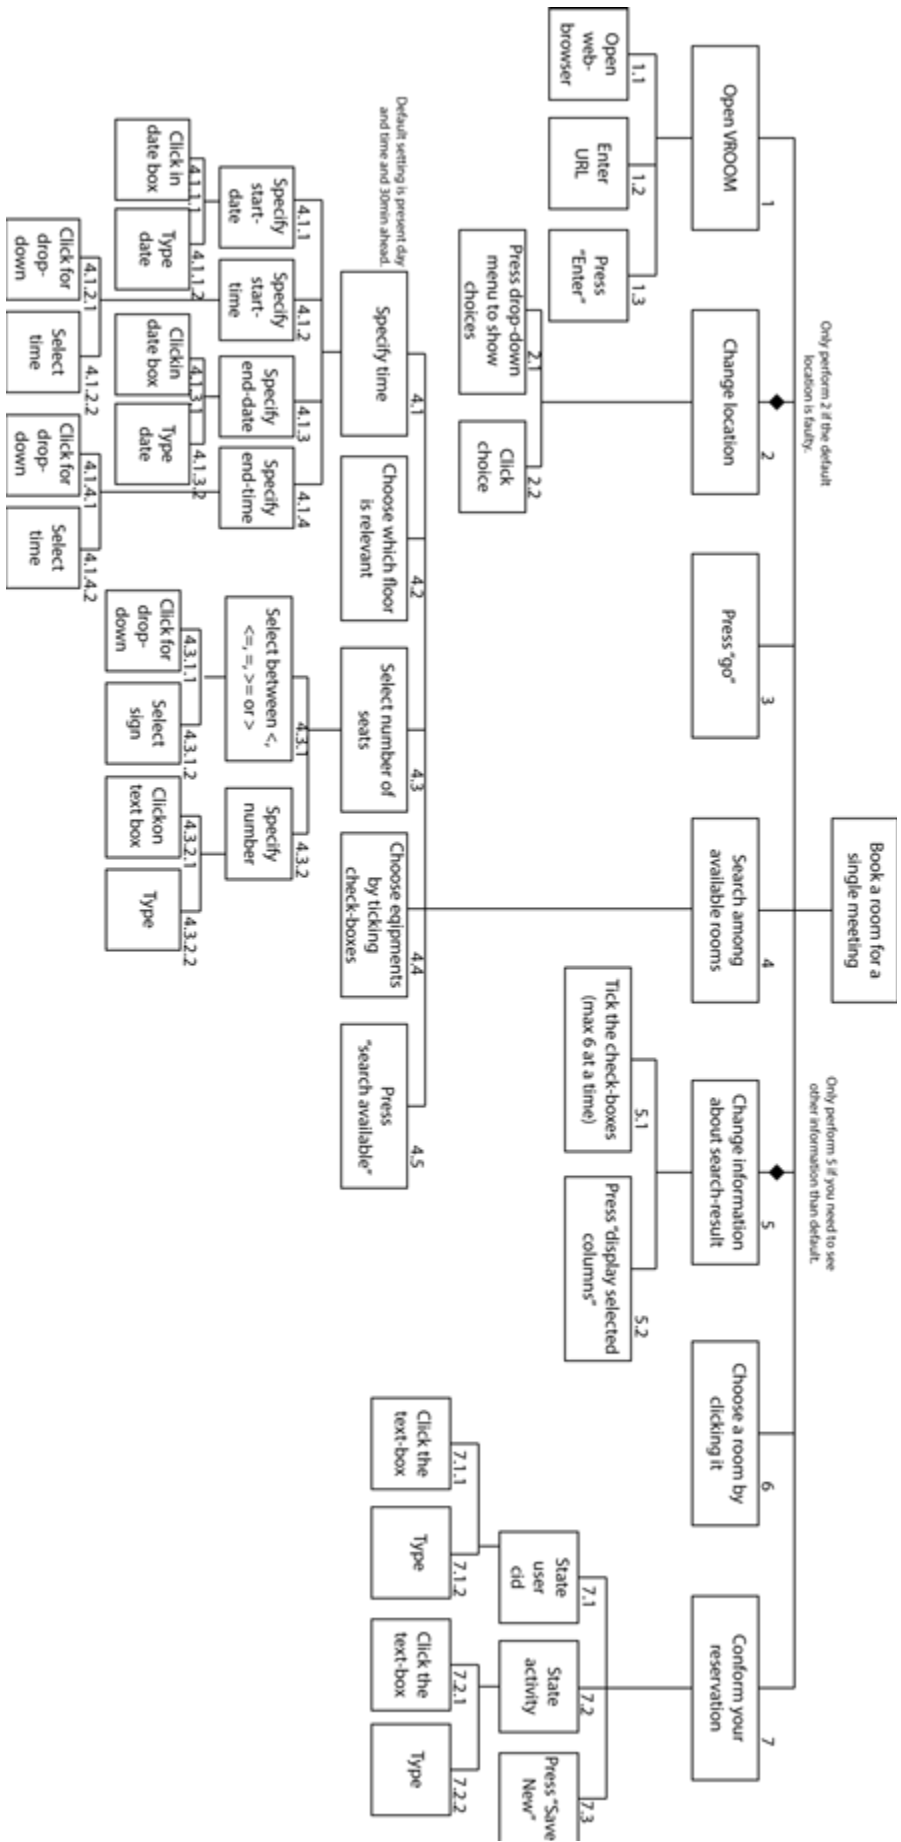 Book a room for a
single meeting
Only perform 2 if the default
location is faulty.
Only perform 5 if you need to see
other information than default.
Open VROOM
1
Change location
2
Press "go"
3
Search among
available rooms
4
Change information
about search-result
5
Choose a room by
clicking it
6
Conform your
reservation
7
Open
web-
browser
1.1
Enter
URL
1.2
Press
"Enter"
1.3
Press drop-down
menu to show
choices
2.1
Click
choice
2.2
Tick the check-boxes
(max 6 at a time)
5.1
Press "display selected
columns"
5.2
State
user
cid
7.1
State
activity
7.2
Press "Save
New"
7.3
Default setting is present day
and time and 30min ahead.
Specify time
4.1
Choose which floor
is relevant
4.2
Select number of
seats
4.3
Choose eqipments
by ticking
check-boxes
4.4
Press
"search available"
4.5
Click the
text-box
7.1.1
Type
7.1.2
Click the
text-box
7.2.1
Type
7.2.2
Specify
start-
date
4.1.1
Specify
start-
time
4.1.2
Specify
end-date
4.1.3
Specify
end-time
4.1.4
Select between <,
<=, =, >= or >
4.3.1
Specify
number
4.3.2
Click in
date box
4.1.1.1
Type
date
4.1.1.2
Clickin
date box
4.1.3.1
Type
date
4.1.3.2
Click for
drop-
down
4.3.1.1
Select
sign
4.3.1.2
Clickon
text box
4.3.2.1
Type
4.3.2.2
Click for
drop-
down
4.1.2.1
Select
time
4.1.2.2
Click for
drop-
down
4.1.4.1
Select
time
4.1.4.2